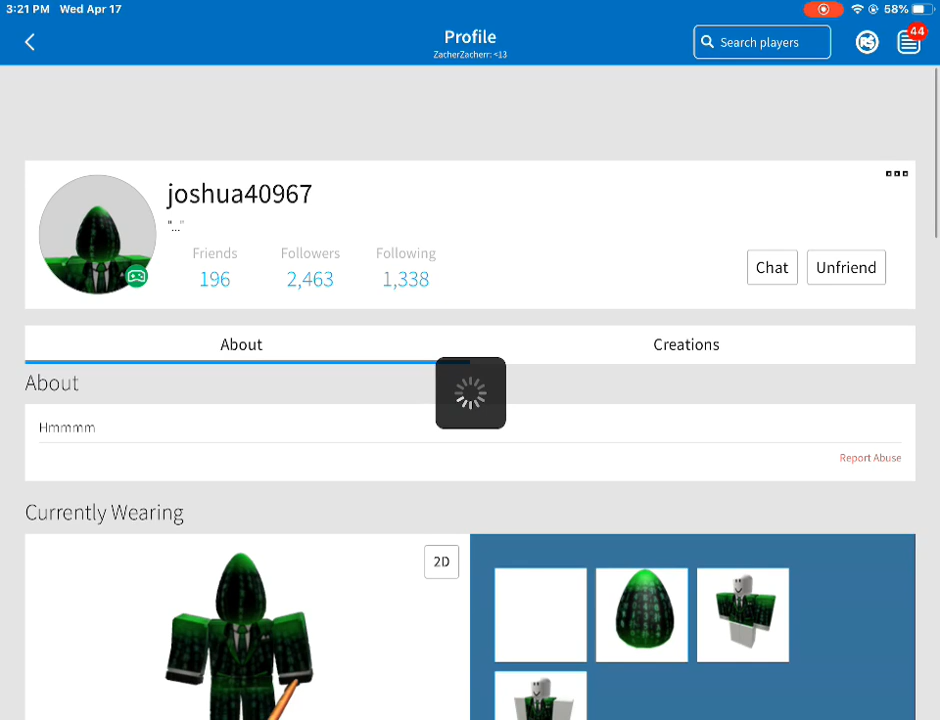 3:21 PM Wed Apr 17
58%
Profile
ZacherZacherr: <13
Search players
R$
44
joshua40967
"..."
Friends
Followers
Following
196
2,463
1,338
Chat
Unfriend
About
Creations
About
Hmmmm
Report Abuse
Currently Wearing
2D